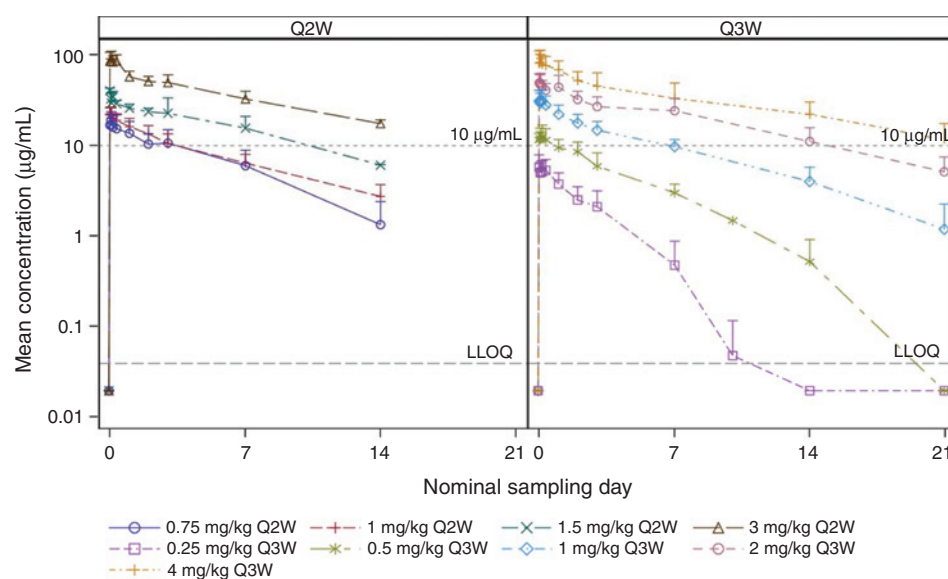 Q2W Q3W
100
10
1
0.1
0.01
10 µg/mL 10 µg/mL
LLOQ LLOQ
Mean concentration (µg/mL)
0 7 14 21 0 7 14 21
Nominal sampling day
0.75 mg/kg Q2W 1 mg/kg Q2W 1.5 mg/kg Q2W 3 mg/kg Q2W
0.25 mg/kg Q3W 0.5 mg/kg Q3W 1 mg/kg Q3W 2 mg/kg Q3W
4 mg/kg Q3W